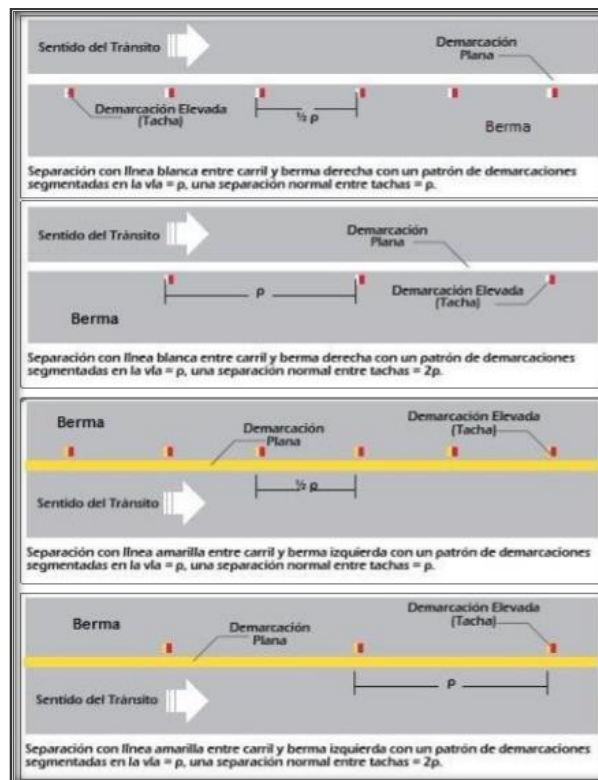 Sentido del Tránsito
Demarcación
Plana
Demarcación Elevada
(Tacha)
½ ρ
Berma
Separación con línea blanca entre carril y berma derecha con un patrón de demarcaciones
segmentadas en la vía = ρ, una separación normal entre tachas = ρ.
Sentido del Tránsito
Demarcación
Plana
ρ
Demarcación Elevada
(Tacha)
Berma
Separación con línea blanca entre carril y berma derecha con un patrón de demarcaciones
segmentadas en la vía = ρ, una separación normal entre tachas = 2ρ.
Berma
Demarcación
Plana
Demarcación Elevada
(Tacha)
½ ρ
Sentido del Tránsito
Separación con línea amarilla entre carril y berma izquierda con un patrón de demarcaciones
segmentadas en la vía = ρ, una separación normal entre tachas = ρ.
Berma
Demarcación
Plana
Demarcación Elevada
(Tacha)
ρ
Sentido del Tránsito
Separación con línea amarilla entre carril y berma izquierda con un patrón de demarcaciones
segmentadas en la vía = ρ, una separación normal entre tachas = 2ρ.